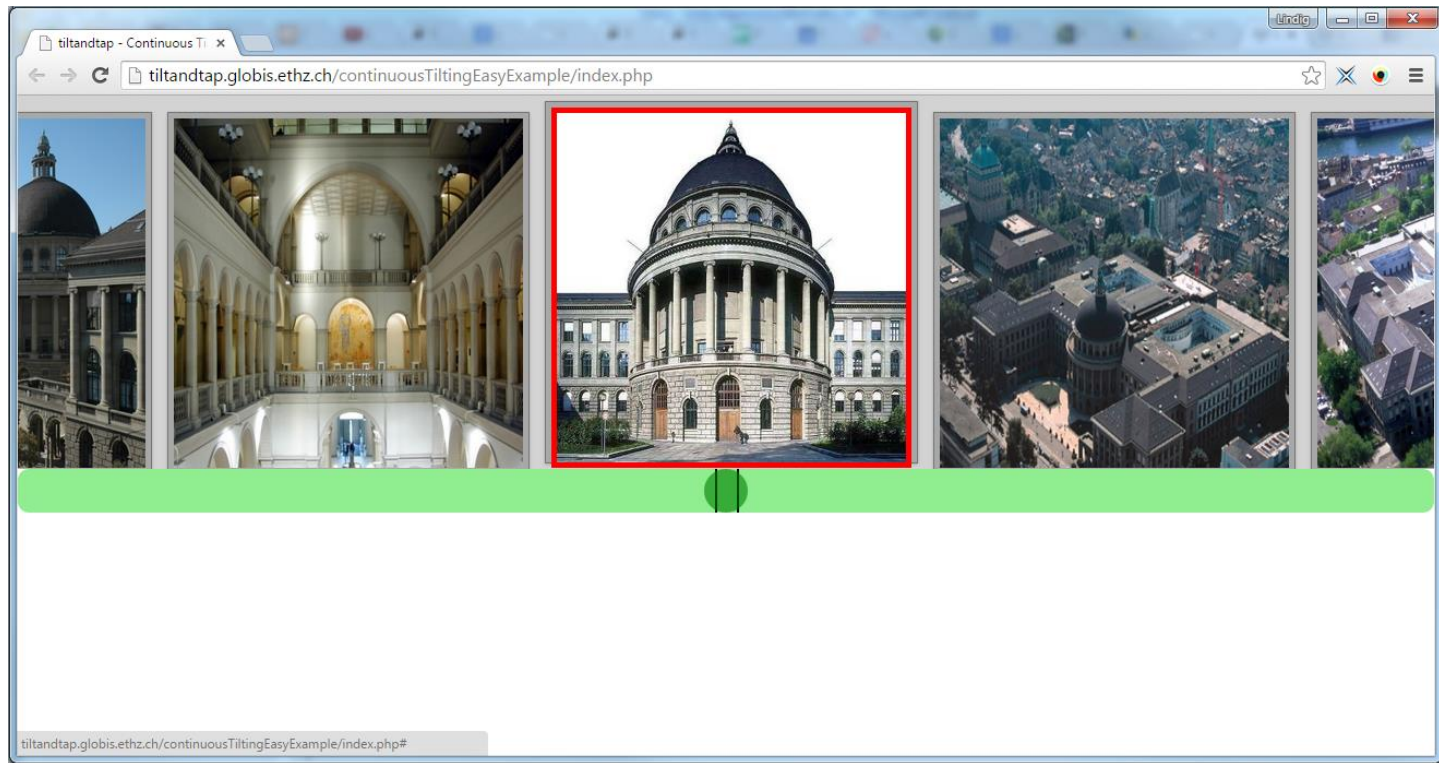 Lindig
tiltandtap - Continuous Ti
tiltandtap.globis.ethz.ch/continuousTiltingEasyExample/index.php
tiltandtap.globis.ethz.ch/continuousTiltingEasyExample/index.php#